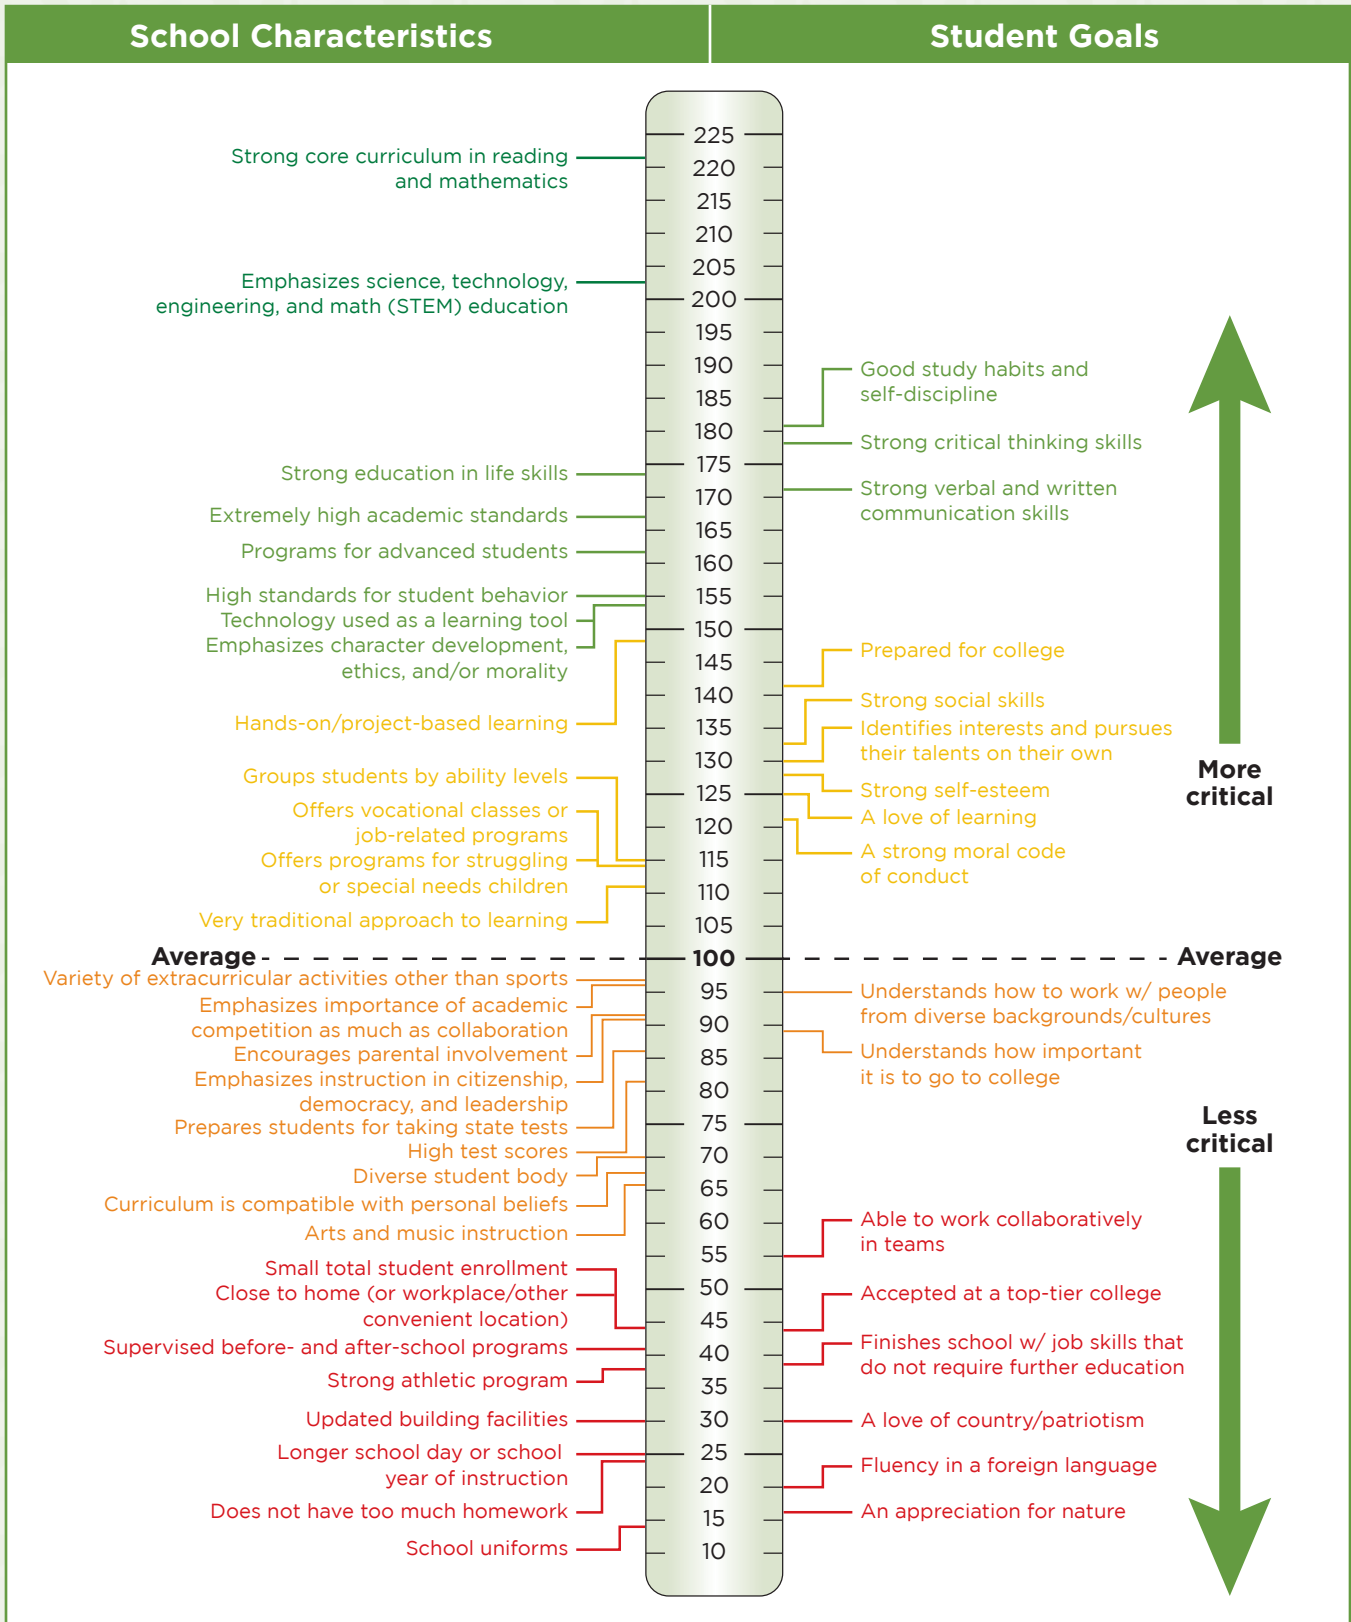 School Characteristics
Student Goals
Strong core curriculum in reading
and mathematics
Emphasizes science, technology,
engineering, and math (STEM) education
Strong education in life skills
Extremely high academic standards
Programs for advanced students
High standards for student behavior
Technology used as a learning tool
Emphasizes character development,
ethics, and/or morality
Hands-on/project-based learning
Groups students by ability levels
Offers vocational classes or
job-related programs
Offers programs for struggling
or special needs children
Very traditional approach to learning
Average
Variety of extracurricular activities other than sports
Emphasizes importance of academic
competition as much as collaboration
Encourages parental involvement
Emphasizes instruction in citizenship,
democracy, and leadership
Prepares students for taking state tests
High test scores
Diverse student body
Curriculum is compatible with personal beliefs
Arts and music instruction
Small total student enrollment
Close to home (or workplace/other
convenient location)
Supervised before- and after-school programs
Strong athletic program
Updated building facilities
Longer school day or school
year of instruction
Does not have too much homework
School uniforms
225
220
215
210
205
200
195
190
185
180
175
170
165
160
155
150
145
140
135
130
125
120
115
110
105
100
95
90
85
80
75
70
65
60
55
50
45
40
35
30
25
20
15
10
Good study habits and
self-discipline
Strong critical thinking skills
Strong verbal and written
communication skills
Prepared for college
Strong social skills
Identifies interests and pursues
their talents on their own
Strong self-esteem
A love of learning
A strong moral code
of conduct
Average
Understands how to work w/ people
from diverse backgrounds/cultures
Understands how important
it is to go to college
Able to work collaboratively
in teams
Accepted at a top-tier college
Finishes school w/ job skills that
do not require further education
A love of country/patriotism
Fluency in a foreign language
An appreciation for nature
More
critical
Less
critical